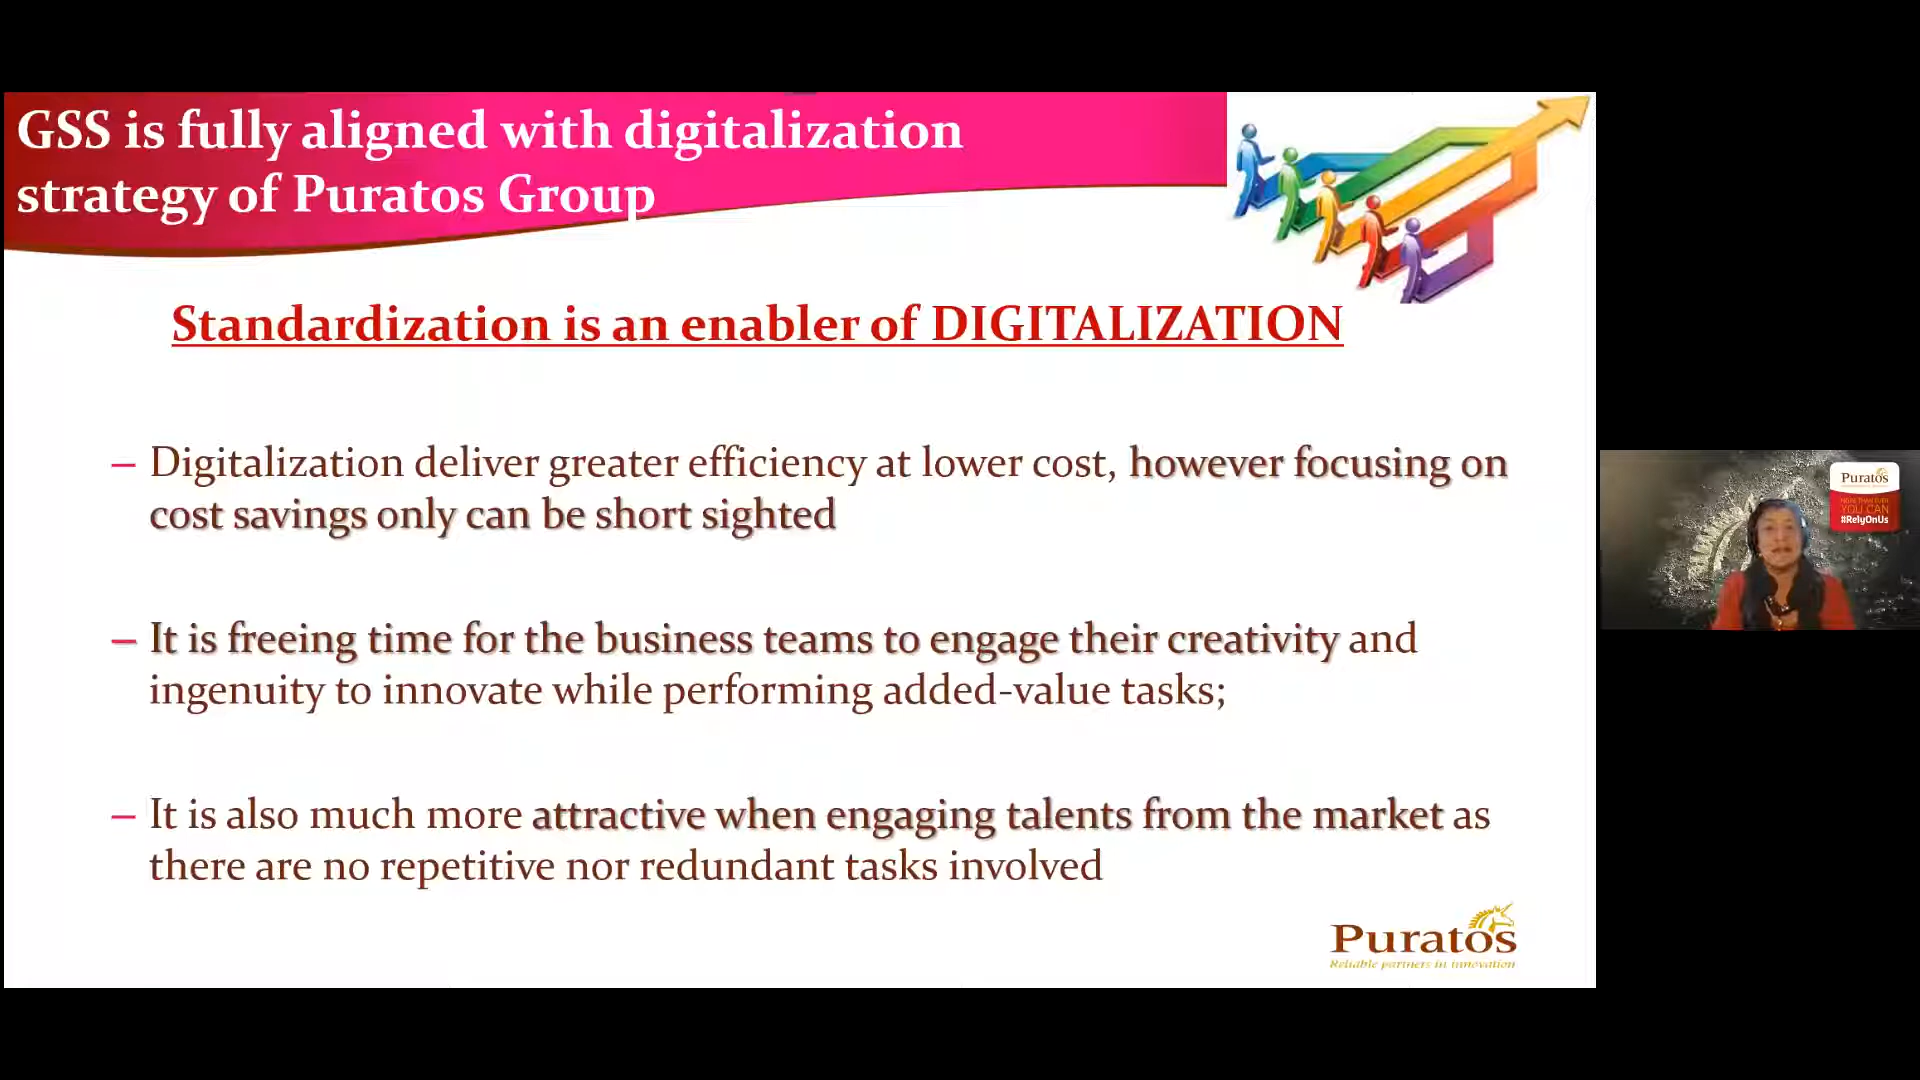 GSS is fully aligned with digitalization
strategy of Puratos Group
Standardization is an enabler of DIGITALIZATION
– Digitalization deliver greater efficiency at lower cost, however focusing on
cost savings only can be short sighted
– It is freeing time for the business teams to engage their creativity and
ingenuity to innovate while performing added-value tasks;
– It is also much more attractive when engaging talents from the market as
there are no repetitive nor redundant tasks involved
Puratos
Reliable partners in innovation
Puratos
MORE THAN EVER
YOU CAN
#RelyOnUs